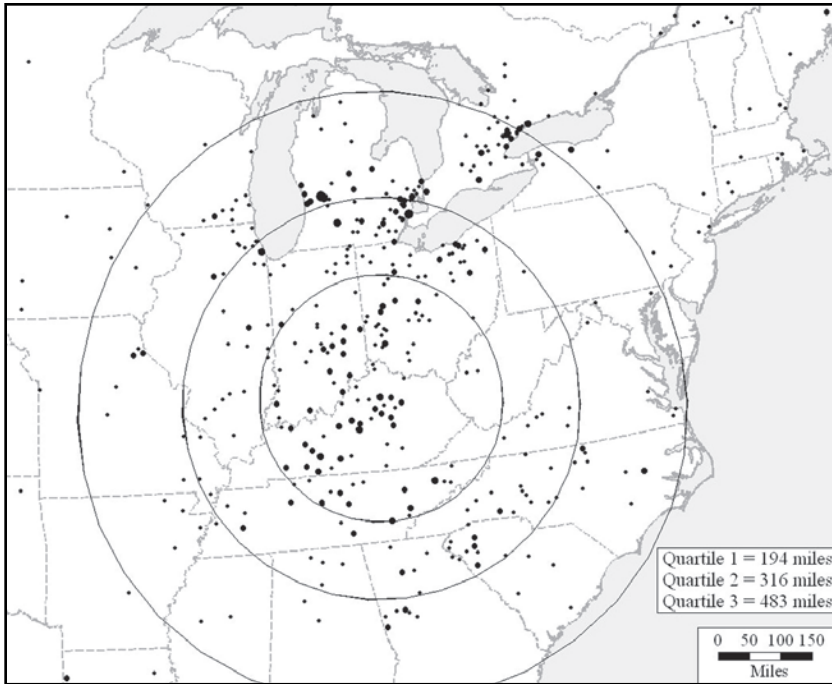 Quartile 1 = 194 miles
Quartile 2 = 316 miles
Quartile 3 = 483 miles
0 50 100 150
Miles